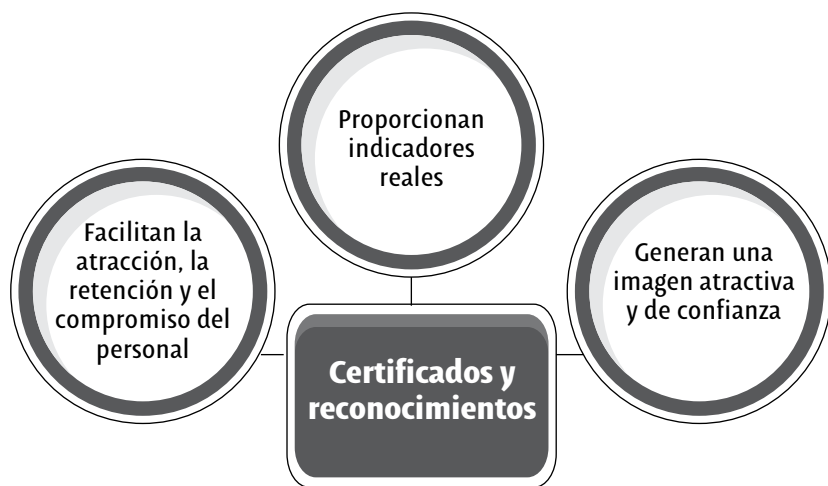 Proporcionan
indicadores
reales
Facilitan la
atracción, la
retención y el
compromiso del
personal
Generan una
imagen atractiva
y de confianza
Certificados y
reconocimientos